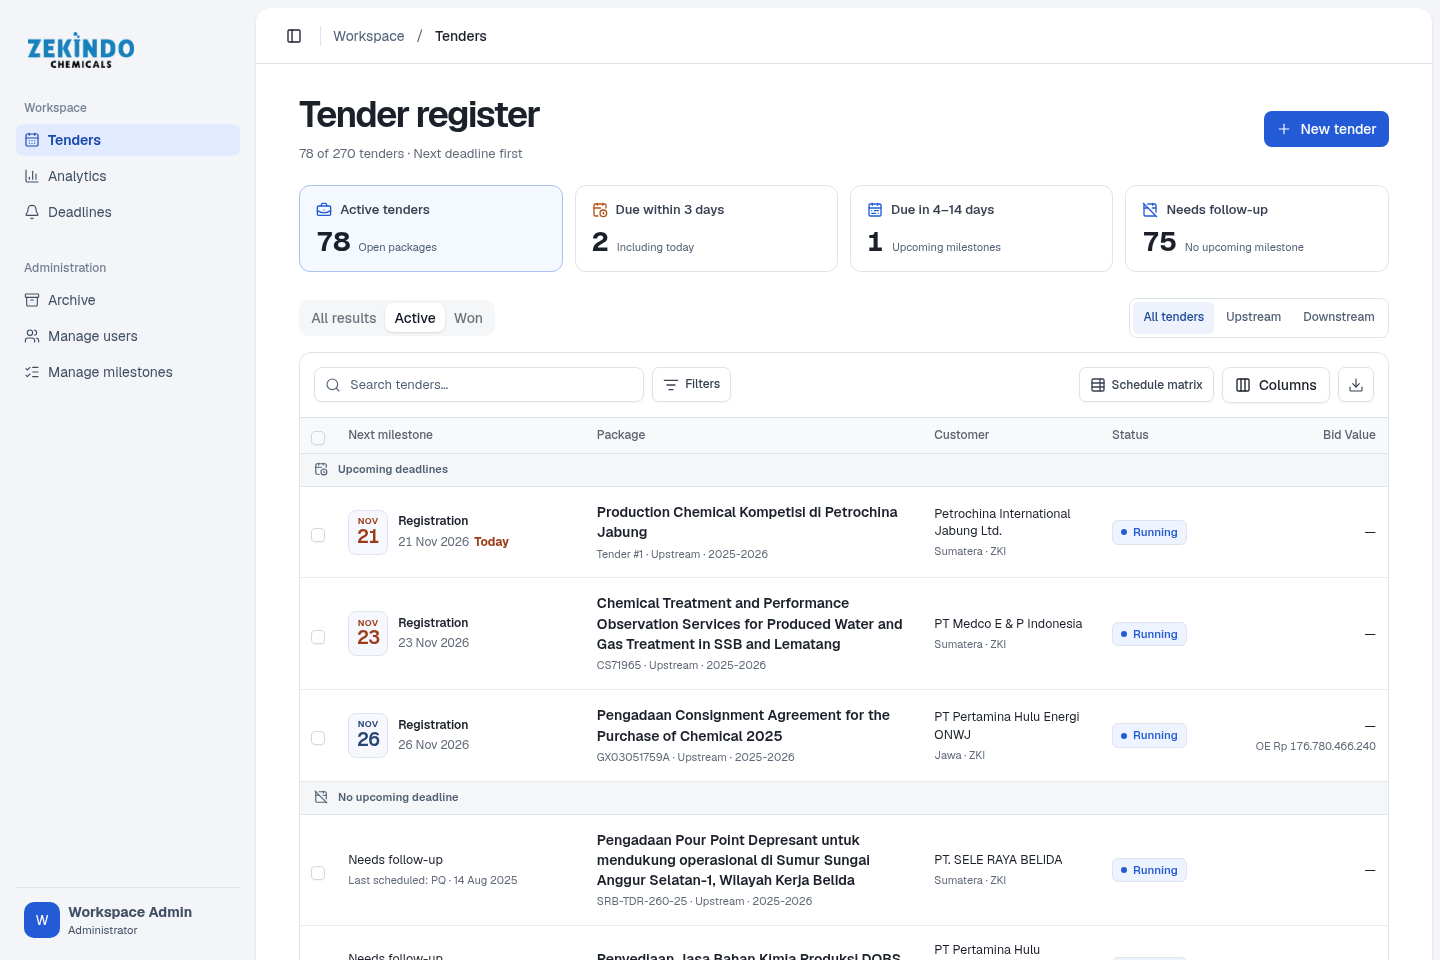 ZEKINDO
CHEMICALS
Workspace
Tenders
Analytics
Deadlines
Administration
Archive
Manage users
Manage milestones
W
Workspace Admin
Administrator
Workspace / Tenders
Tender register
78 of 270 tenders · Next deadline first
New tender
Active tenders
78 Open packages
Due within 3 days
2 Including today
Due in 4–14 days
1 Upcoming milestones
Needs follow-up
75 No upcoming milestone
All results Active Won
All tenders Upstream Downstream
Search tenders...
Filters
Schedule matrix
Columns
Next milestone Package Customer Status Bid Value
Upcoming deadlines
NOV
21
Registration
21 Nov 2026 Today
Production Chemical Kompetisi di Petrochina
Jabung
Tender #1 · Upstream · 2025-2026
Petrochina International
Jabung Ltd.
Sumatera · ZKI
Running
—
NOV
23
Registration
23 Nov 2026
Chemical Treatment and Performance
Observation Services for Produced Water and
Gas Treatment in SSB and Lematang
CS71965 · Upstream · 2025-2026
PT Medco E & P Indonesia
Sumatera · ZKI
Running
—
NOV
26
Registration
26 Nov 2026
Pengadaan Consignment Agreement for the
Purchase of Chemical 2025
GX03051759A · Upstream · 2025-2026
PT Pertamina Hulu Energi
ONWJ
Jawa · ZKI
Running
—
OE Rp 176.780.466.240
No upcoming deadline
Needs follow-up
Last scheduled: PQ · 14 Aug 2025
Pengadaan Pour Point Depresant untuk
mendukung operasional di Sumur Sungai
Anggur Selatan-1, Wilayah Kerja Belida
SRB-TDR-260-25 · Upstream · 2025-2026
PT. SELE RAYA BELIDA
Sumatera · ZKI
Running
—
Needs follow-up
Penyediaan Jasa Bahan Kimia Produksi DOBS
PT Pertamina Hulu